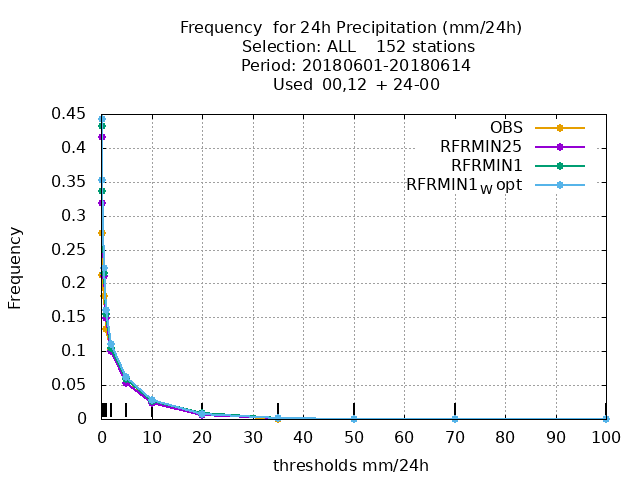 Frequency  for 24h Precipitation (mm/24h)
Selection: ALL    152 stations
Period: 20180601-20180614
Used  00,12  + 24-00
OBS
RFRMIN25
RFRMIN1
RFRMIN1W opt
Frequency
0.45
0.4
0.35
0.3
0.25
0.2
0.15
0.1
0.05
0
0 10 20 30 40 50 60 70 80 90 100
thresholds mm/24h